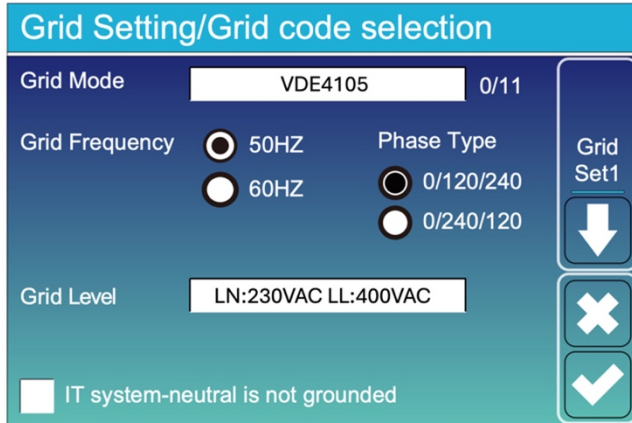 Grid Setting/Grid code selection
Grid Mode VDE4105 0/11
Grid Frequency 50HZ Phase Type
60HZ 0/120/240
0/240/120
Grid Set1
Grid Level LN:230VAC LL:400VAC
IT system-neutral is not grounded